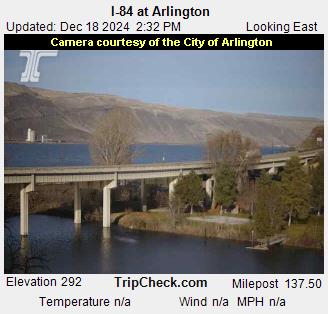 I-84 at Arlington
Updated: Dec 18 2024 2:32 PM Looking East
Camera courtesy of the City of Arlington
Elevation 292 TripCheck.com Milepost 137.50
Temperature n/a Wind n/a MPH n/a